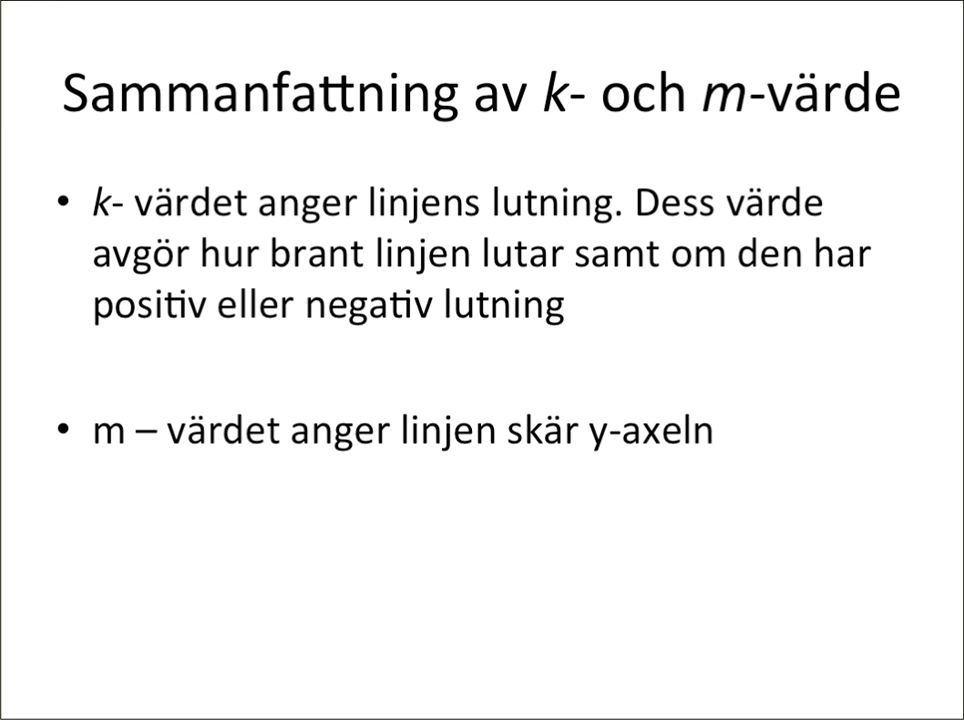 Sammanfattning av k- och m-värde
• k- värdet anger linjens lutning. Dess värde
avgör hur brant linjen lutar samt om den har
positiv eller negativ lutning
• m – värdet anger linjen skär y-axeln